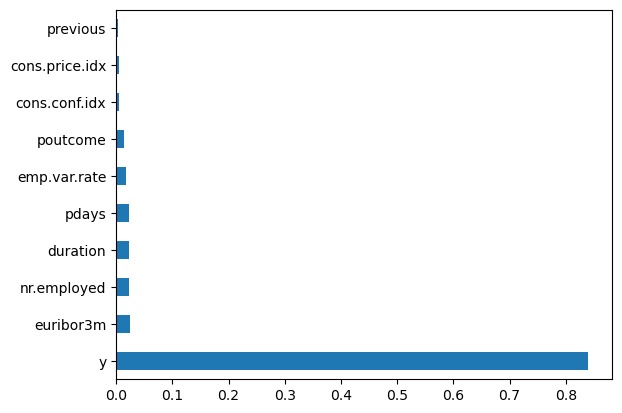 previous
cons.price.idx
cons.conf.idx
poutcome
emp.var.rate
pdays
duration
nr.employed
euribor3m
y
0.0 0.1 0.2 0.3 0.4 0.5 0.6 0.7 0.8